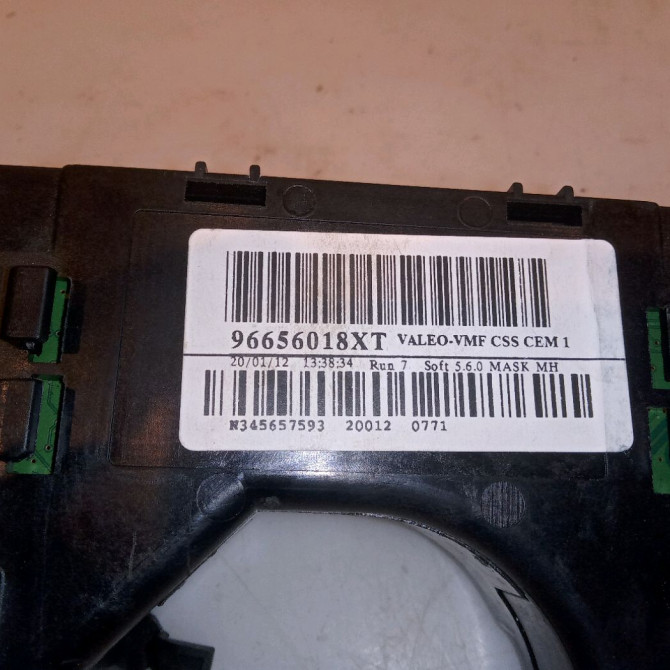 96656018XT VALEO-VMF CSS CEM 1
20/01/12 13:38:34 Run 7 Soft 5.6.0 MASK MH
N345657593 20012 0771